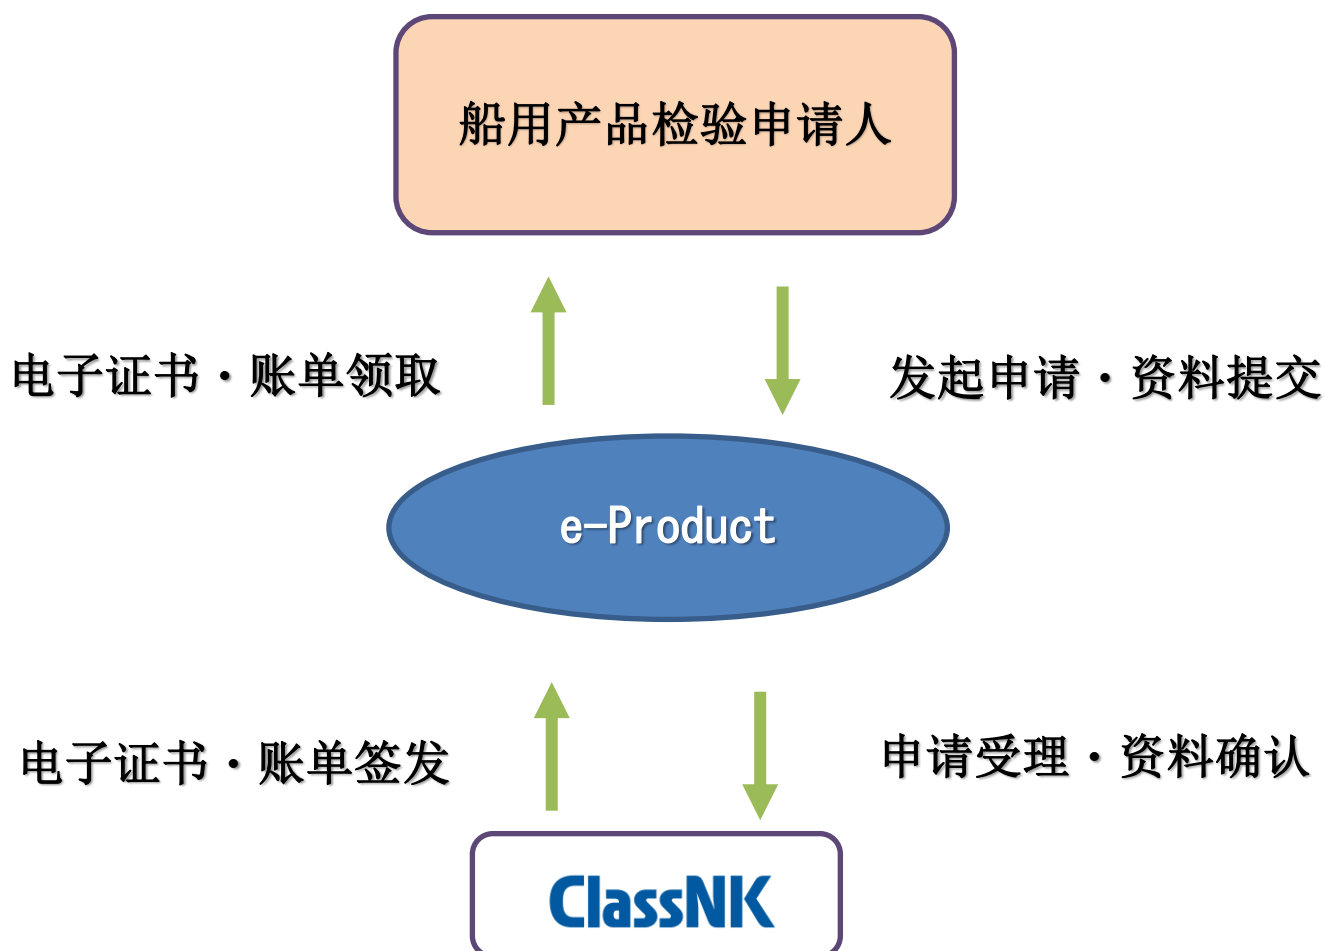 船用产品检验申请人
电子证书・账单领取
发起申请・资料提交
e-Product
电子证书・账单签发
申请受理・资料确认
ClassNK